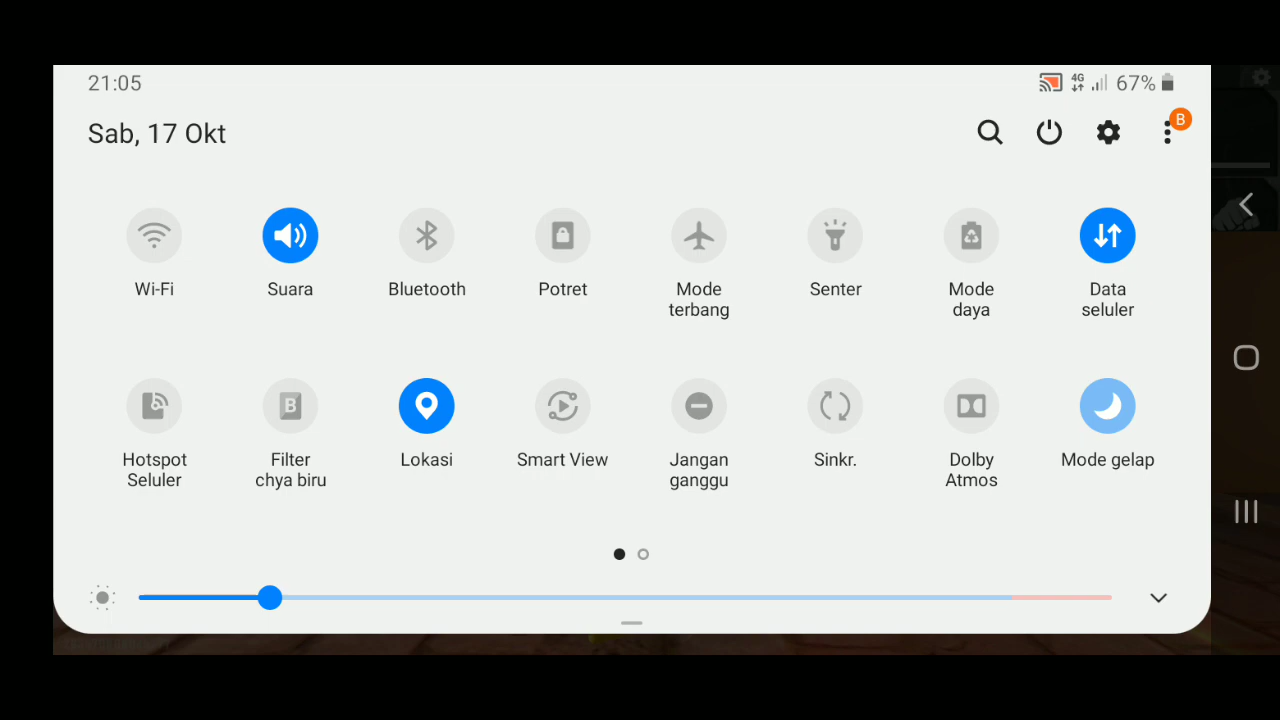 21:05
4G 67%
Sab, 17 Okt
B
Wi-Fi
Suara
Bluetooth
Potret
Mode
terbang
Senter
Mode
daya
Data
seluler
Hotspot
Seluler
B
Filter
chya biru
Lokasi
Smart View
Jangan
ganggu
Sinkr.
Dolby
Atmos
Mode gelap